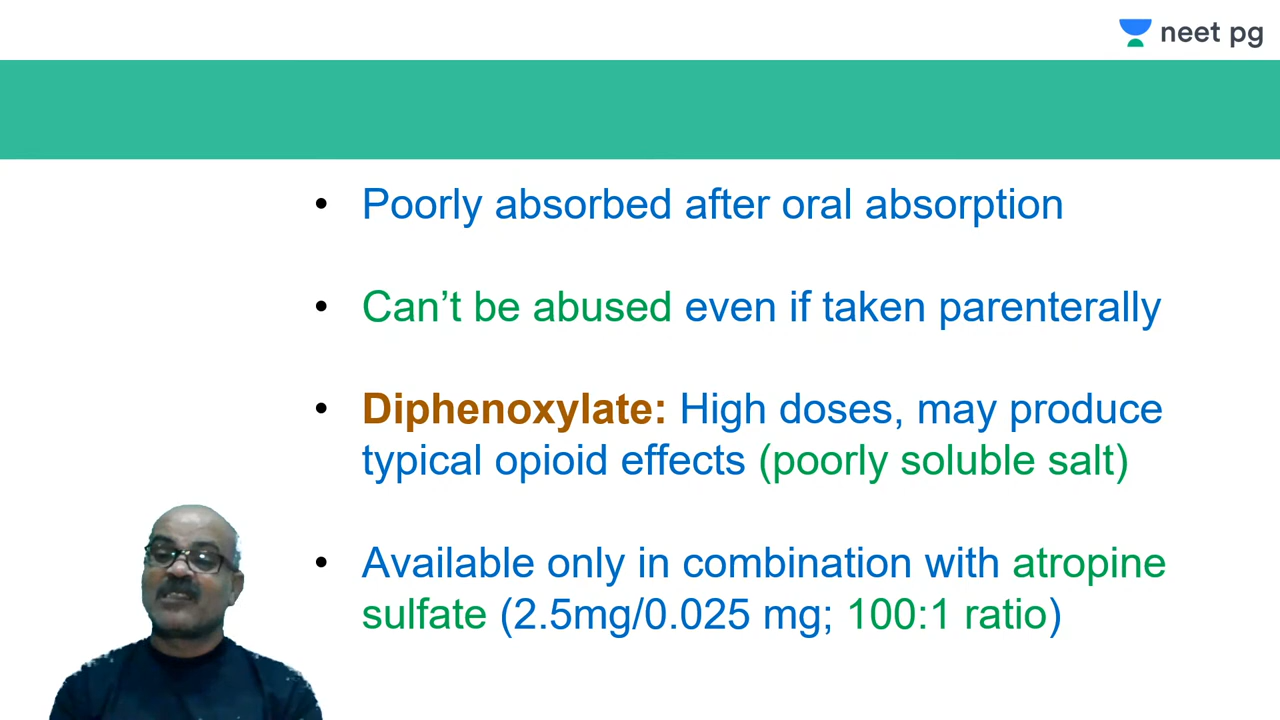 neet pg
• Poorly absorbed after oral absorption
• Can’t be abused even if taken parenterally
• Diphenoxylate: High doses, may produce
typical opioid effects (poorly soluble salt)
• Available only in combination with atropine
sulfate (2.5mg/0.025 mg; 100:1 ratio)